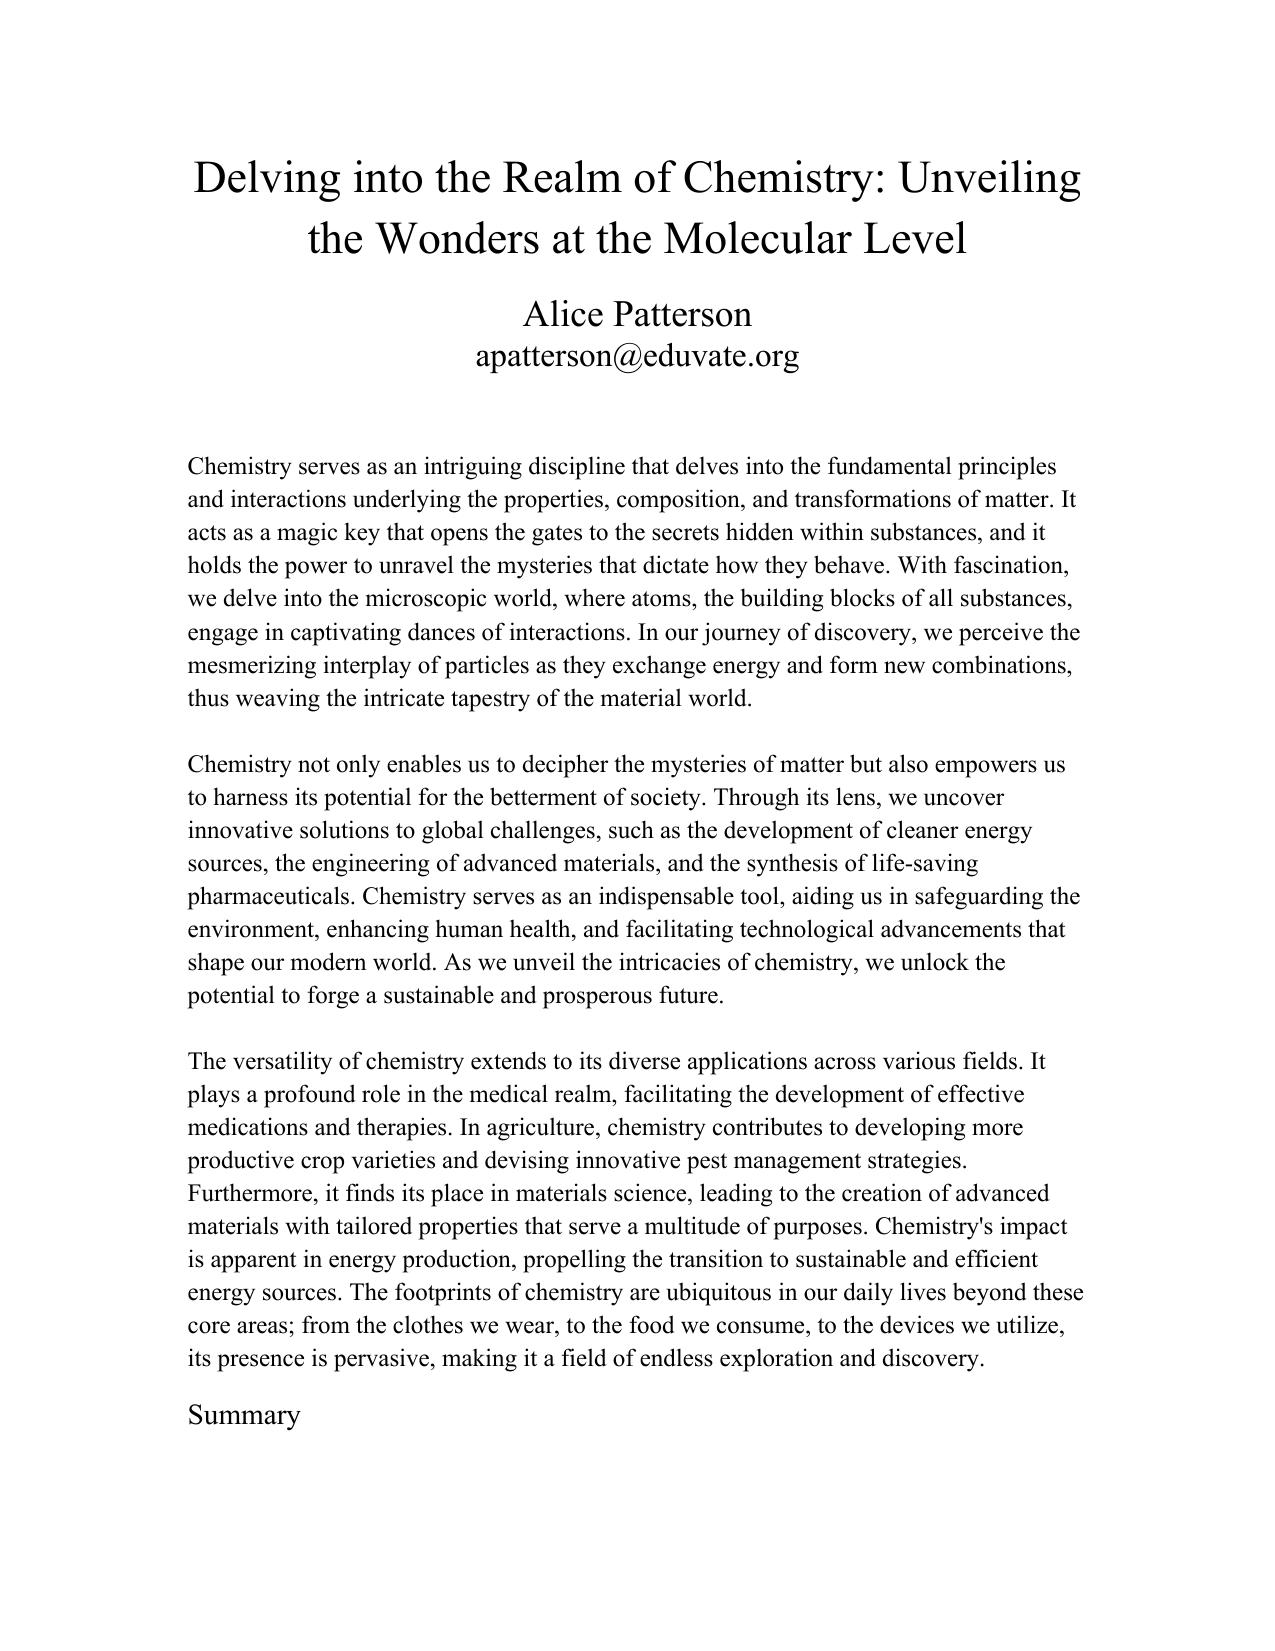 Delving into the Realm of Chemistry: Unveiling
the Wonders at the Molecular Level
Alice Patterson
apatterson@eduvate.org
Chemistry serves as an intriguing discipline that delves into the fundamental principles
and interactions underlying the properties, composition, and transformations of matter. It
acts as a magic key that opens the gates to the secrets hidden within substances, and it
holds the power to unravel the mysteries that dictate how they behave. With fascination,
we delve into the microscopic world, where atoms, the building blocks of all substances,
engage in captivating dances of interactions. In our journey of discovery, we perceive the
mesmerizing interplay of particles as they exchange energy and form new combinations,
thus weaving the intricate tapestry of the material world.
Chemistry not only enables us to decipher the mysteries of matter but also empowers us
to harness its potential for the betterment of society. Through its lens, we uncover
innovative solutions to global challenges, such as the development of cleaner energy
sources, the engineering of advanced materials, and the synthesis of life-saving
pharmaceuticals. Chemistry serves as an indispensable tool, aiding us in safeguarding the
environment, enhancing human health, and facilitating technological advancements that
shape our modern world. As we unveil the intricacies of chemistry, we unlock the
potential to forge a sustainable and prosperous future.
The versatility of chemistry extends to its diverse applications across various fields. It
plays a profound role in the medical realm, facilitating the development of effective
medications and therapies. In agriculture, chemistry contributes to developing more
productive crop varieties and devising innovative pest management strategies.
Furthermore, it finds its place in materials science, leading to the creation of advanced
materials with tailored properties that serve a multitude of purposes. Chemistry's impact
is apparent in energy production, propelling the transition to sustainable and efficient
energy sources. The footprints of chemistry are ubiquitous in our daily lives beyond these
core areas; from the clothes we wear, to the food we consume, to the devices we utilize,
its presence is pervasive, making it a field of endless exploration and discovery.
Summary